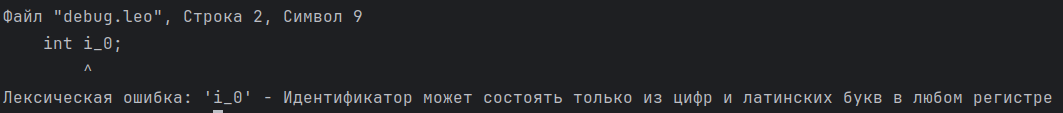 Файл "debug.leo", Строка 2, Символ 9
    int i_0;
        ^
Лексическая ошибка: 'i_0' - Идентификатор может состоять только из цифр и латинских букв в любом регистре